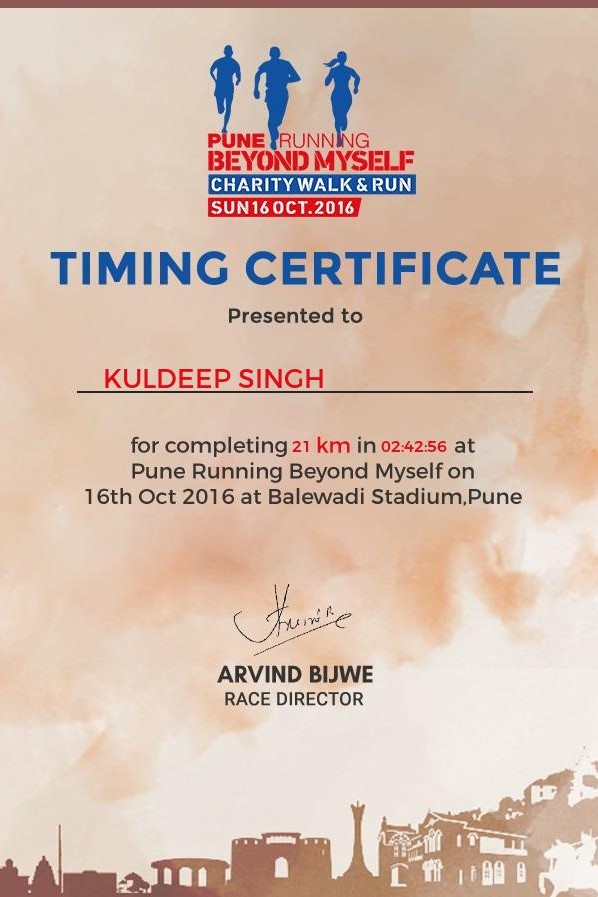 PUNE RUNNING
BEYOND MYSELF
CHARITY WALK & RUN
SUN 16 OCT. 2016
TIMING CERTIFICATE
Presented to
KULDEEP SINGH
for completing 21 km in 02:42:56 at
Pune Running Beyond Myself on
16th Oct 2016 at Balewadi Stadium,Pune
ARVIND BIJWE
RACE DIRECTOR